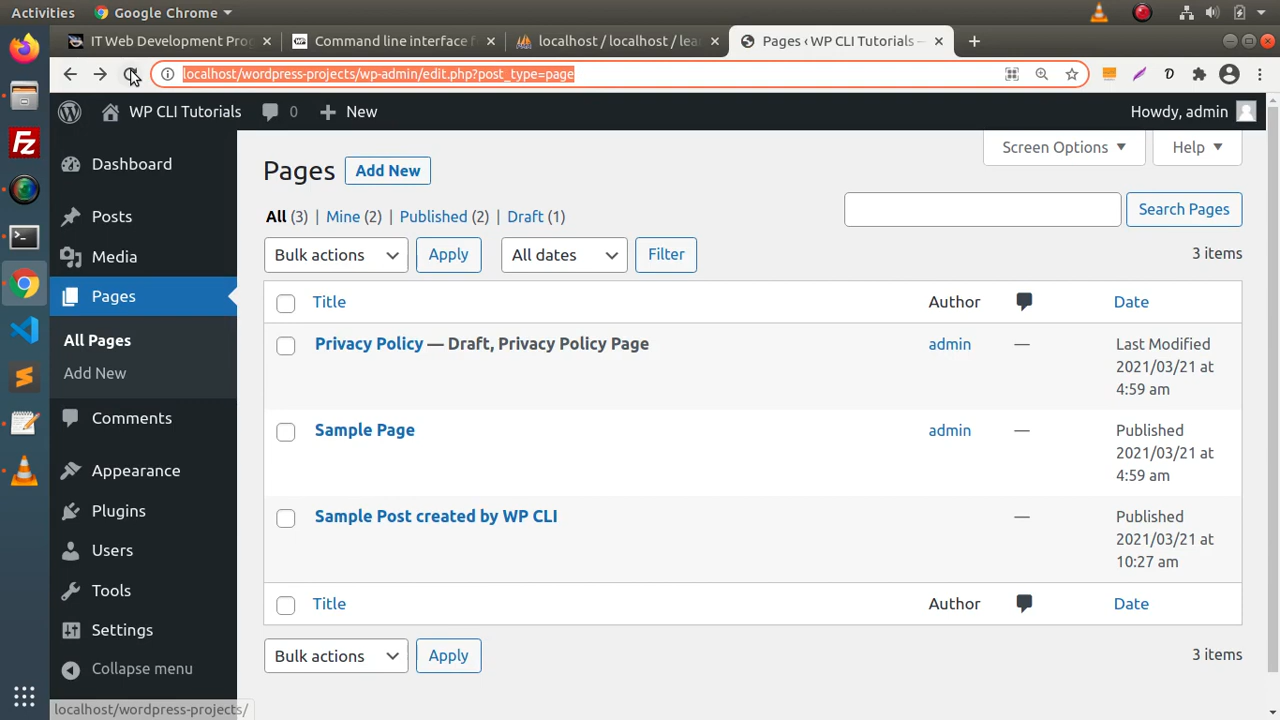 Activities Google Chrome
IT Web Development Pro
Command line interface f
localhost / localhost / lea
Pages ‹ WP CLI Tutorials —
localhost/wordpress-projects/wp-admin/edit.php?post_type=page
WP CLI Tutorials 0 New Howdy, admin
Dashboard
Posts
Media
Pages
All Pages
Add New
Comments
Appearance
Plugins
Users
Tools
Settings
Collapse menu
Screen Options Help
Pages Add New
All (3) | Mine (2) | Published (2) | Draft (1)
Search Pages
Bulk actions Apply All dates Filter 3 items
Title Author Date
Privacy Policy — Draft, Privacy Policy Page admin — Last Modified
2021/03/21 at
4:59 am
Sample Page admin — Published
2021/03/21 at
4:59 am
Sample Post created by WP CLI — Published
2021/03/21 at
10:27 am
Title Author Date
Bulk actions Apply 3 items
localhost/wordpress-projects/